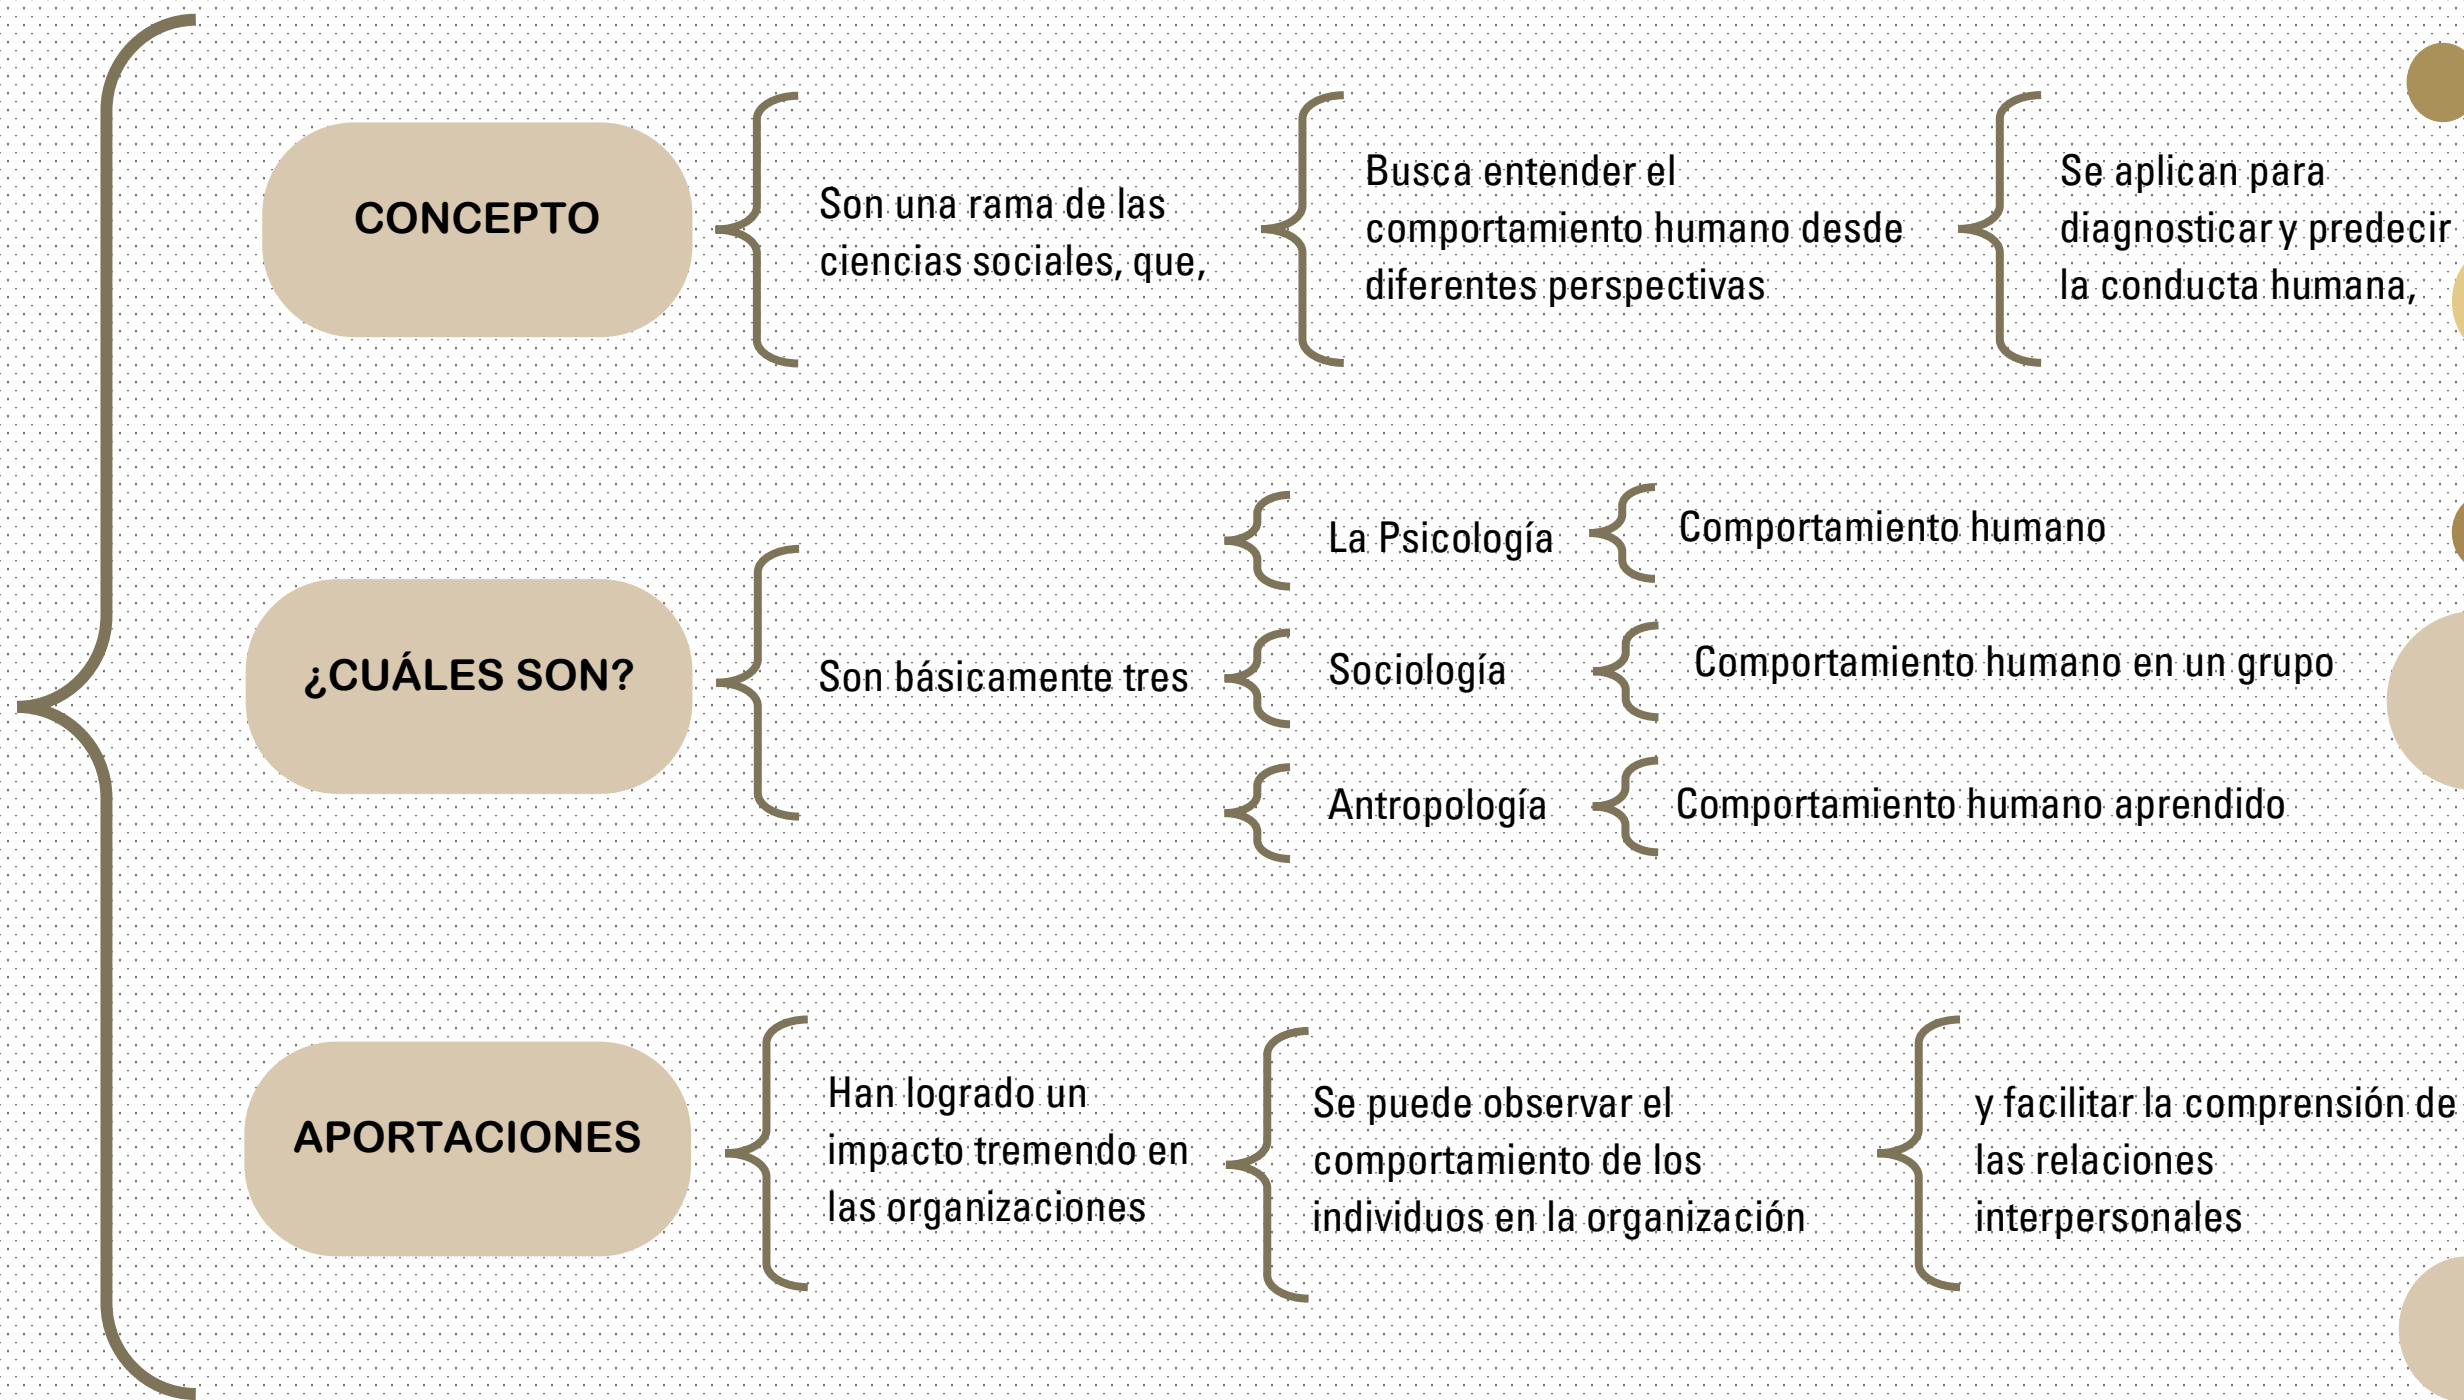 CONCEPTO
Son una rama de las
ciencias sociales, que,
Busca entender el
comportamiento humano desde
diferentes perspectivas
Se aplican para
diagnosticar y predecir
la conducta humana,
¿CUÁLES SON?
Son básicamente tres
La Psicología
Comportamiento humano
Sociología
Comportamiento humano en un grupo
Antropología
Comportamiento humano aprendido
APORTACIONES
Han logrado un
impacto tremendo en
las organizaciones
Se puede observar el
comportamiento de los
individuos en la organización
y facilitar la comprensión de
las relaciones
interpersonales